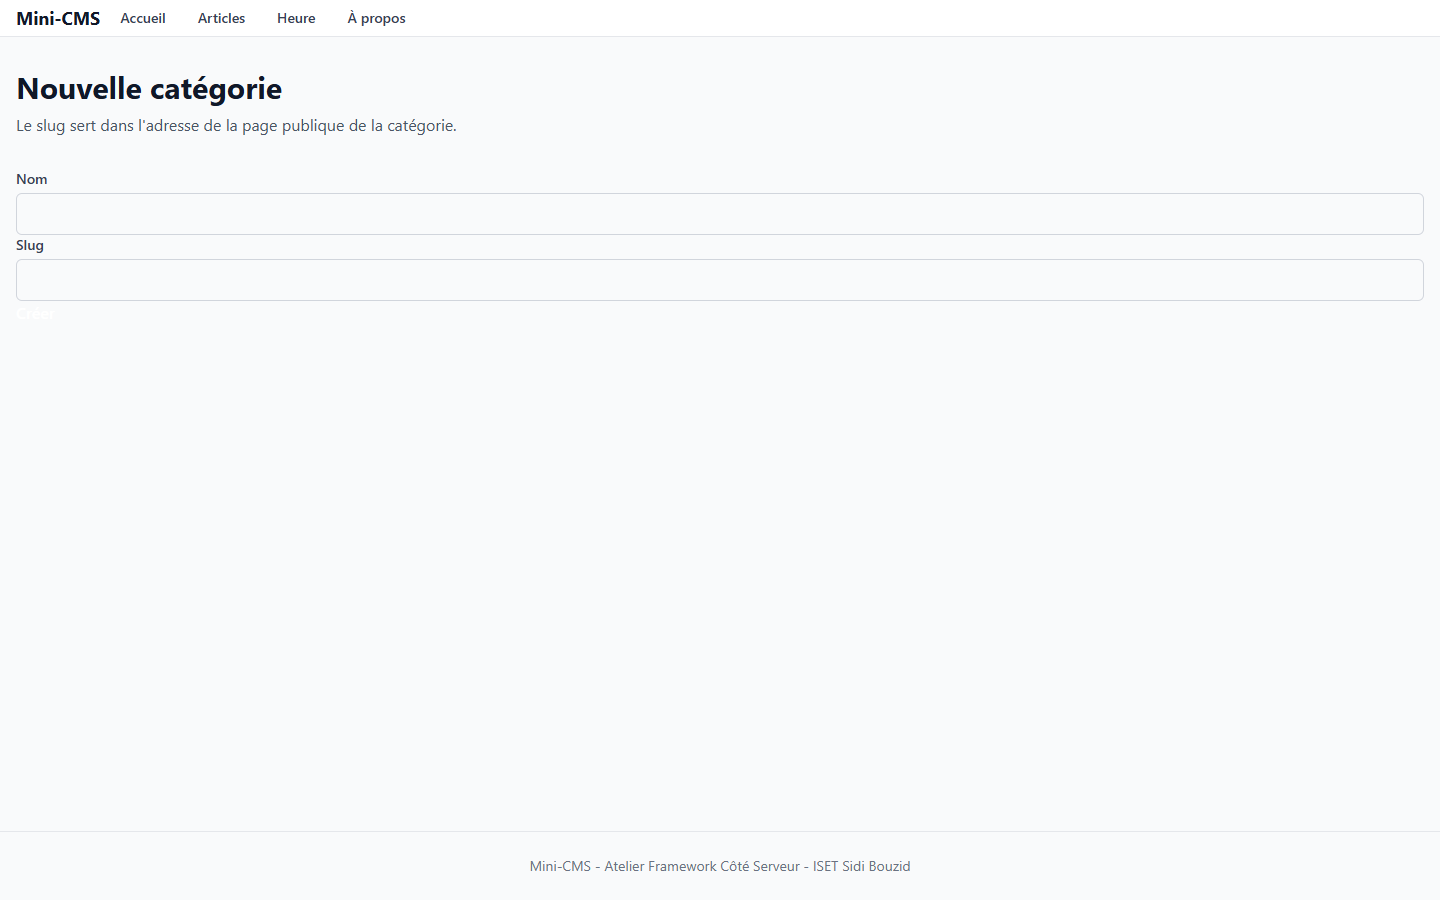 Mini-CMS Accueil Articles Heure À propos
Nouvelle catégorie
Le slug sert dans l'adresse de la page publique de la catégorie.
Nom
Slug
Créer
Mini-CMS - Atelier Framework Côté Serveur - ISET Sidi Bouzid